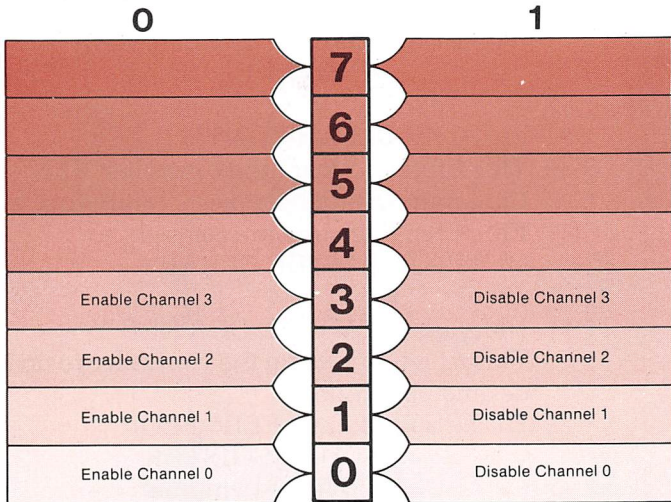 0 1
7
6
5
4
Enable Channel 3 3 Disable Channel 3
Enable Channel 2 2 Disable Channel 2
Enable Channel 1 1 Disable Channel 1
Enable Channel 0 0 Disable Channel 0